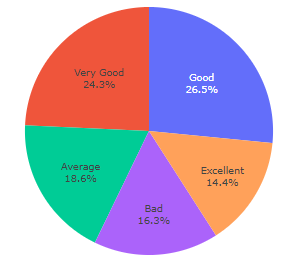 Very Good
24.3%
Good
26.5%
Average
18.6%
Excellent
14.4%
Bad
16.3%